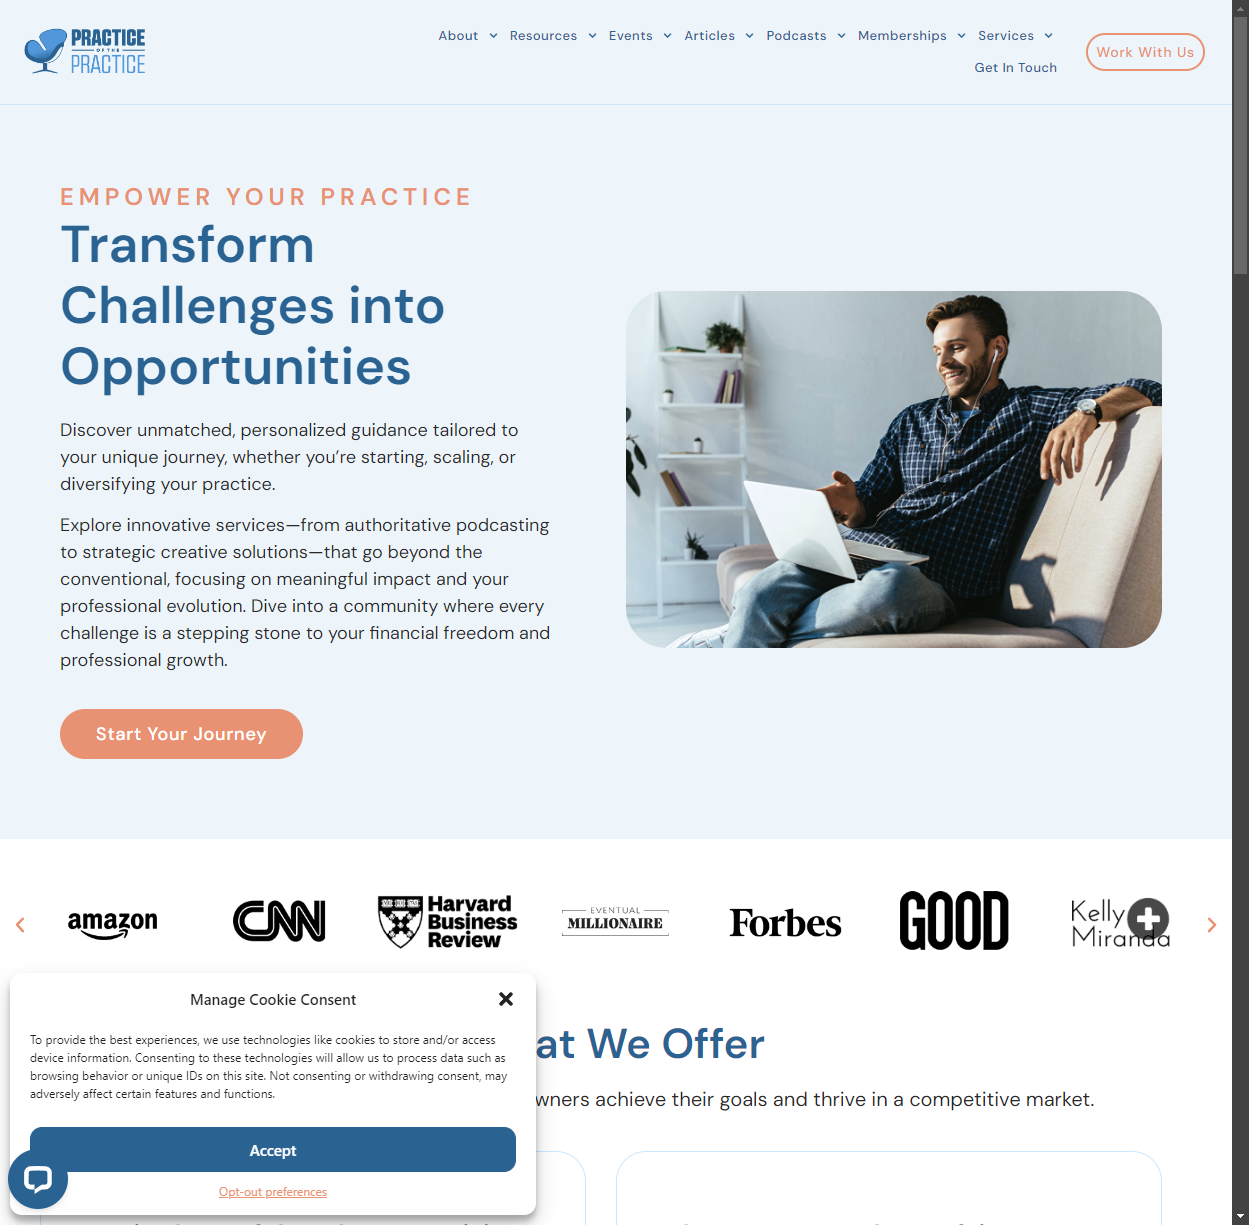 PRACTICE
OF THE
PRACTICE
About
Resources
Events
Articles
Podcasts
Memberships
Services
Get In Touch
Work With Us
EMPOWER YOUR PRACTICE
Transform
Challenges into
Opportunities
Discover unmatched, personalized guidance tailored to
your unique journey, whether you’re starting, scaling, or
diversifying your practice.
Explore innovative services—from authoritative podcasting
to strategic creative solutions—that go beyond the
conventional, focusing on meaningful impact and your
professional evolution. Dive into a community where every
challenge is a stepping stone to your financial freedom and
professional growth.
Start Your Journey
amazon
CNN
Harvard
Business
Review
EVENTUAL
MILLIONAIRE
Forbes
GOOD
Kelly
Miranda
at We Offer
wners achieve their goals and thrive in a competitive market.
Manage Cookie Consent
To provide the best experiences, we use technologies like cookies to store and/or access
device information. Consenting to these technologies will allow us to process data such as
browsing behavior or unique IDs on this site. Not consenting or withdrawing consent, may
adversely affect certain features and functions.
Accept
Opt-out preferences